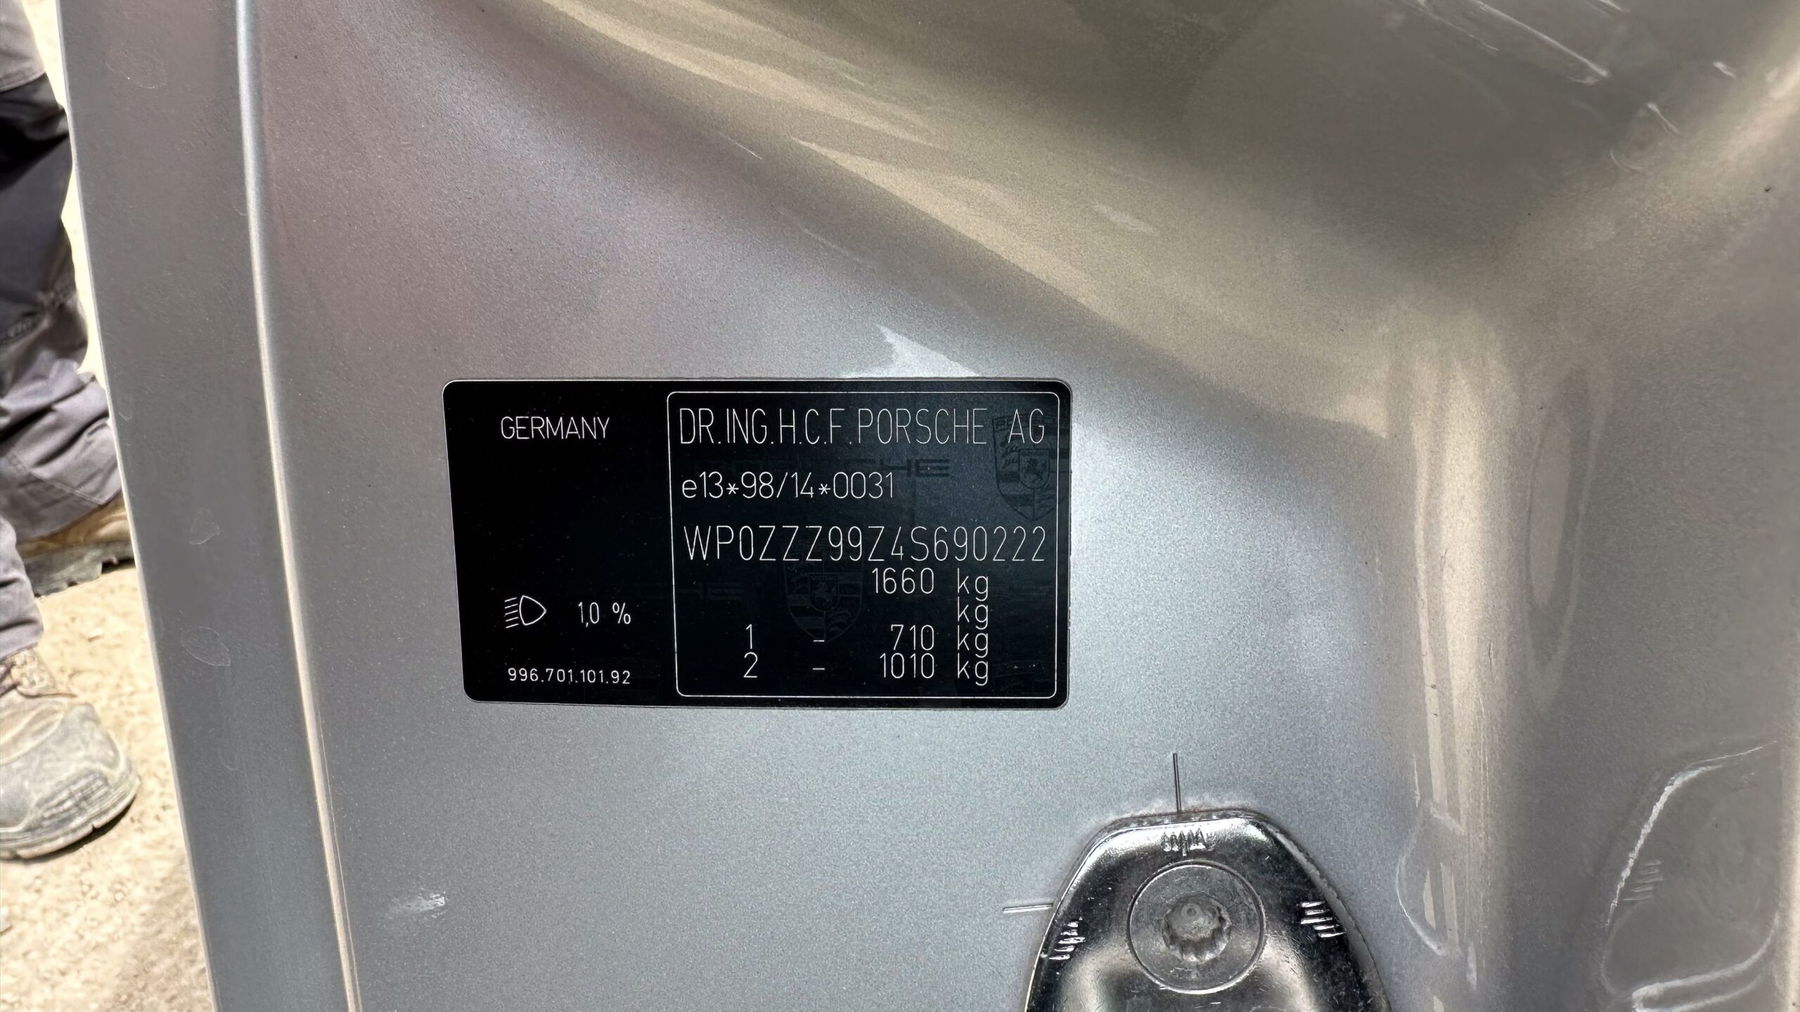 GERMANY
1,0 %
996.701.101.92
DR.ING.H.C.F.PORSCHE AG
e13*98/14*0031
WP0ZZZ99Z4S690222
1660 kg
kg
1 – 710 kg
2 – 1010 kg